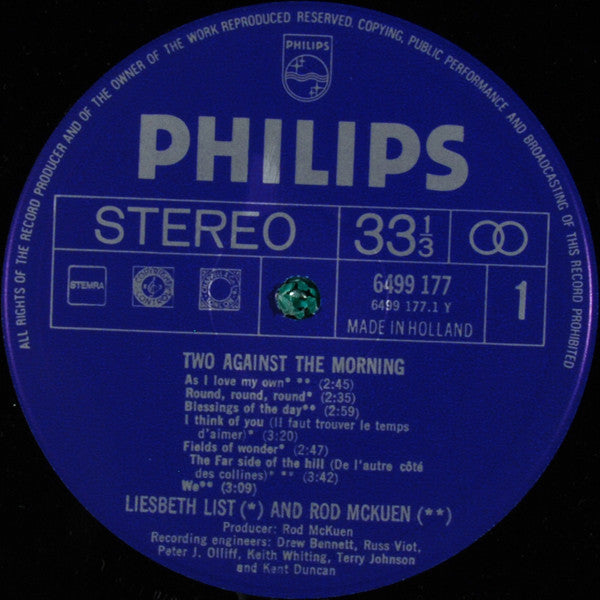 ALL RIGHTS OF THE RECORD PRODUCER AND OF THE OWNER OF THE WORK REPRODUCED RESERVED. COPYING, PUBLIC PERFORMANCE AND BROADCASTING OF THIS RECORD PROHIBITED
PHILIPS
PHILIPS
STEREO
33 1/3
STEMRA
6499 177
6499 177.1 Y
MADE IN HOLLAND
1
TWO AGAINST THE MORNING
As I love my own* ** (2:45)
Round, round, round* (2:35)
Blessings of the day** (2:59)
I think of you (Il faut trouver le temps
d'aimer)* (3:20)
Fields of wonder* (2:47)
The Far side of the hill (De l'autre côté
des collines)* ** (3:42)
We** (3:09)
LIESBETH LIST (*) AND ROD MCKUEN (**)
Producer: Rod McKuen
Recording engineers: Drew Bennett, Russ Viot,
Peter J. Olliff, Keith Whiting, Terry Johnson
and Kent Duncan